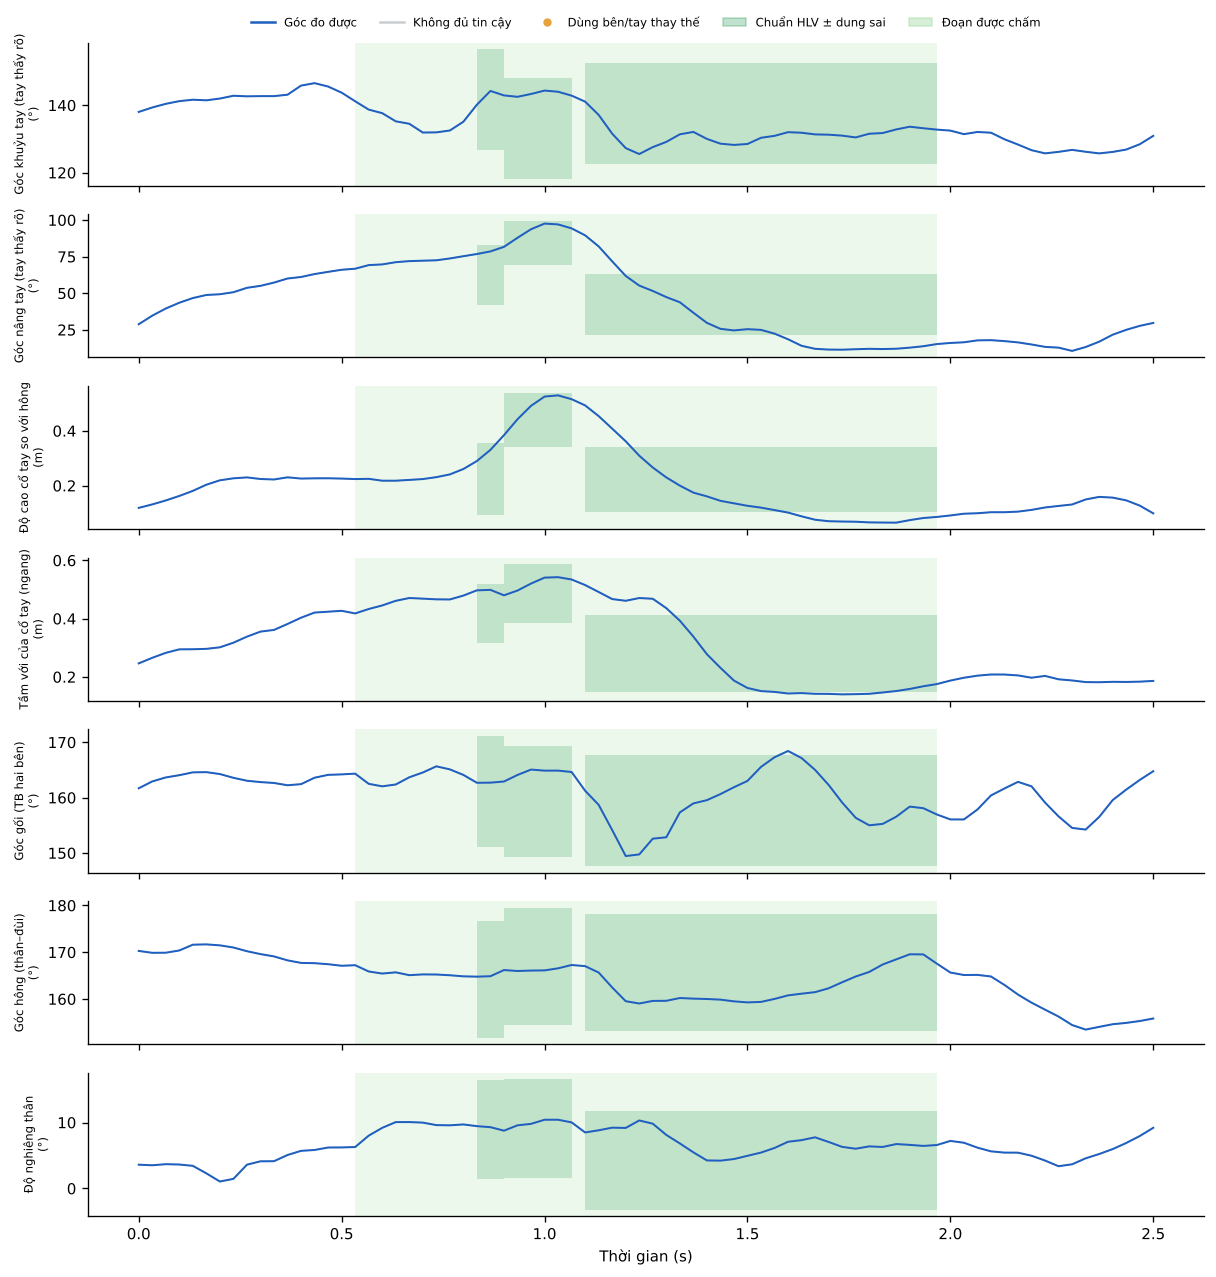 Góc đo được
Không đủ tin cậy
Dùng bên/tay thay thế
Chuẩn HLV ± dung sai
Đoạn được chấm
Góc khuỷu tay (tay thấy rõ)
(°)
140
120
Góc nâng tay (tay thấy rõ)
(°)
100
75
50
25
Độ cao cổ tay so với hông
(m)
0.4
0.2
Tầm với của cổ tay (ngang)
(m)
0.6
0.4
0.2
Góc gối (TB hai bên)
(°)
170
160
150
Góc hông (thân–đùi)
(°)
180
170
160
Độ nghiêng thân
(°)
10
0
0.0 0.5 1.0 1.5 2.0 2.5
Thời gian (s)